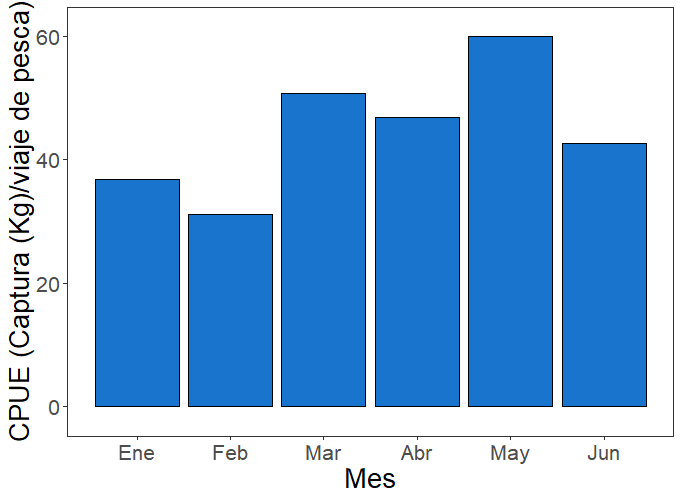 CPUE (Captura (Kg)/viaje de pesca)
60
40
20
0
Ene Feb Mar Abr May Jun
Mes